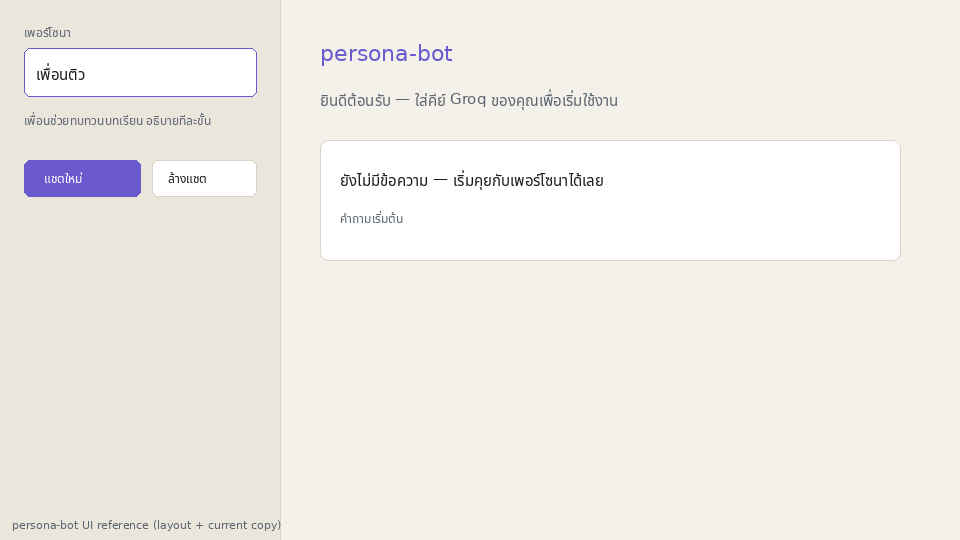 เพอร์โซนา
เพื่อนติว
เพื่อนช่วยทบทวนบทเรียน อธิบายทีละขั้น
แชตใหม่
ล้างแชต
persona-bot UI reference (layout + current copy)
persona-bot
ยินดีต้อนรับ — ใส่คีย์ Groq ของคุณเพื่อเริ่มใช้งาน
ยังไม่มีข้อความ — เริ่มคุยกับเพอร์โซนาได้เลย
คำถามเริ่มต้น